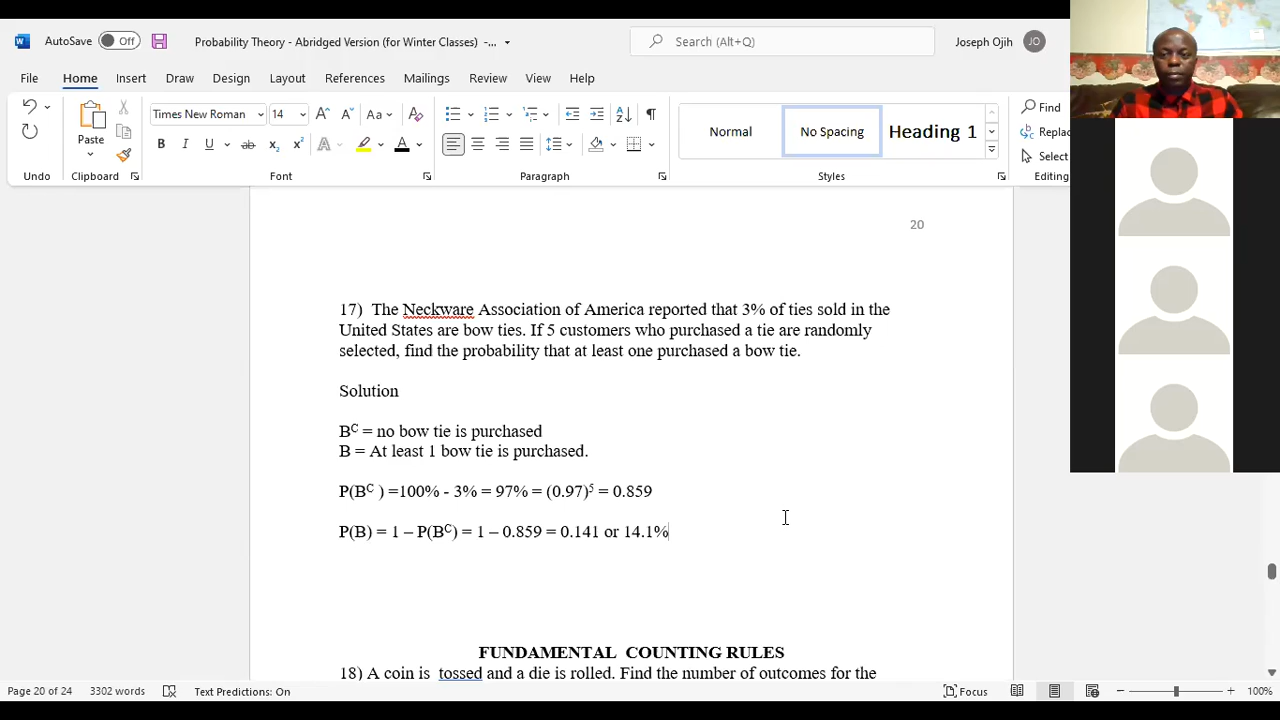 AutoSave Off Probability Theory - Abridged Version (for Winter Classes) -... Search (Alt+Q) Joseph Ojih JO
File Home Insert Draw Design Layout References Mailings Review View Help
Times New Roman 14 Aa Find
Paste Normal No Spacing Heading 1 Replac
B I U ab x2 x2 A A Select
Undo Clipboard Font Paragraph Styles Editing
20
17) The Neckware Association of America reported that 3% of ties sold in the
United States are bow ties. If 5 customers who purchased a tie are randomly
selected, find the probability that at least one purchased a bow tie.
Solution
Bᶜ = no bow tie is purchased
B = At least 1 bow tie is purchased.
P(Bᶜ ) =100% - 3% = 97% = (0.97)⁵ = 0.859
P(B) = 1 – P(Bᶜ) = 1 – 0.859 = 0.141 or 14.1%
FUNDAMENTAL COUNTING RULES
18) A coin is tossed and a die is rolled. Find the number of outcomes for the
Page 20 of 24 3302 words Text Predictions: On Focus 100%